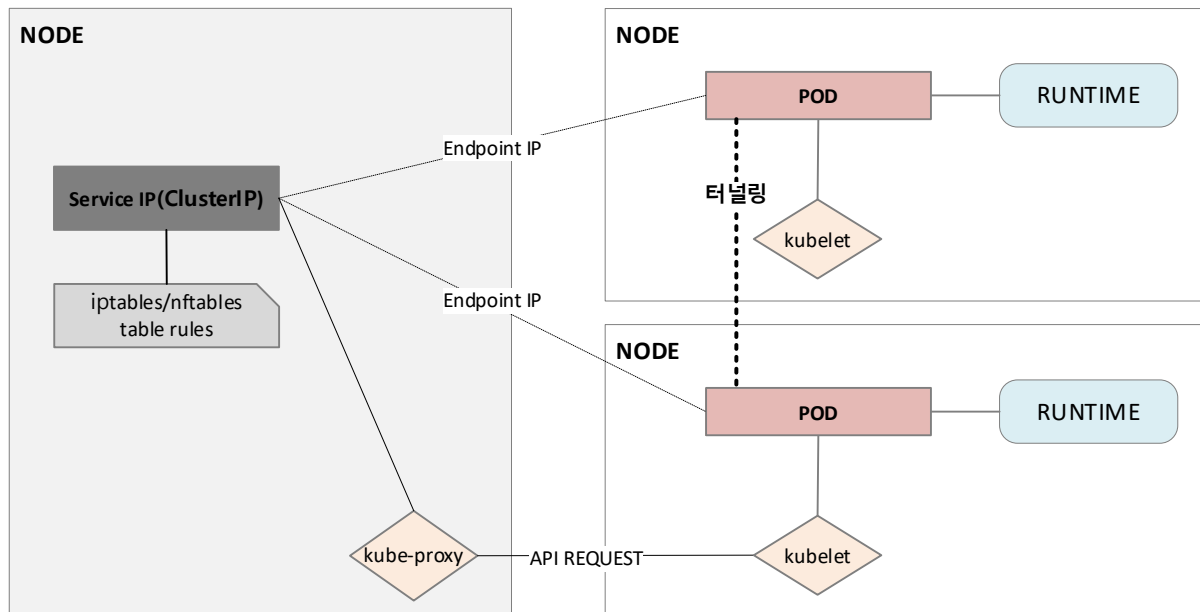 NODE
Service IP(ClusterIP)
iptables/nftables
table rules
kube-proxy
Endpoint IP
Endpoint IP
API REQUEST
NODE
POD
RUNTIME
터널링
kubelet
NODE
POD
RUNTIME
kubelet